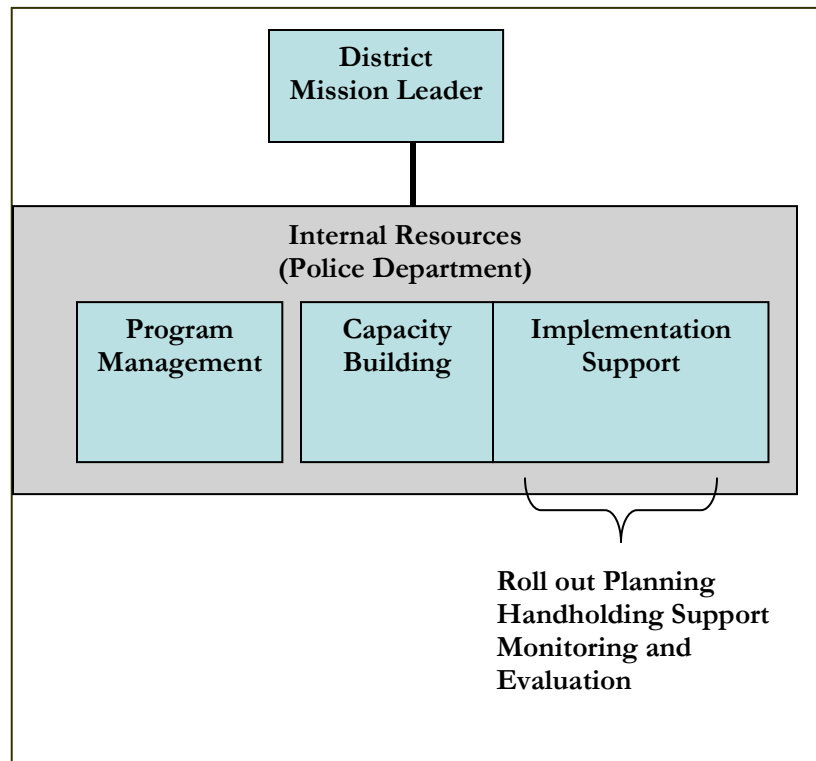 District
Mission Leader
Internal Resources
(Police Department)
Program
Management
Capacity
Building
Implementation
Support
Roll out Planning
Handholding Support
Monitoring and
Evaluation